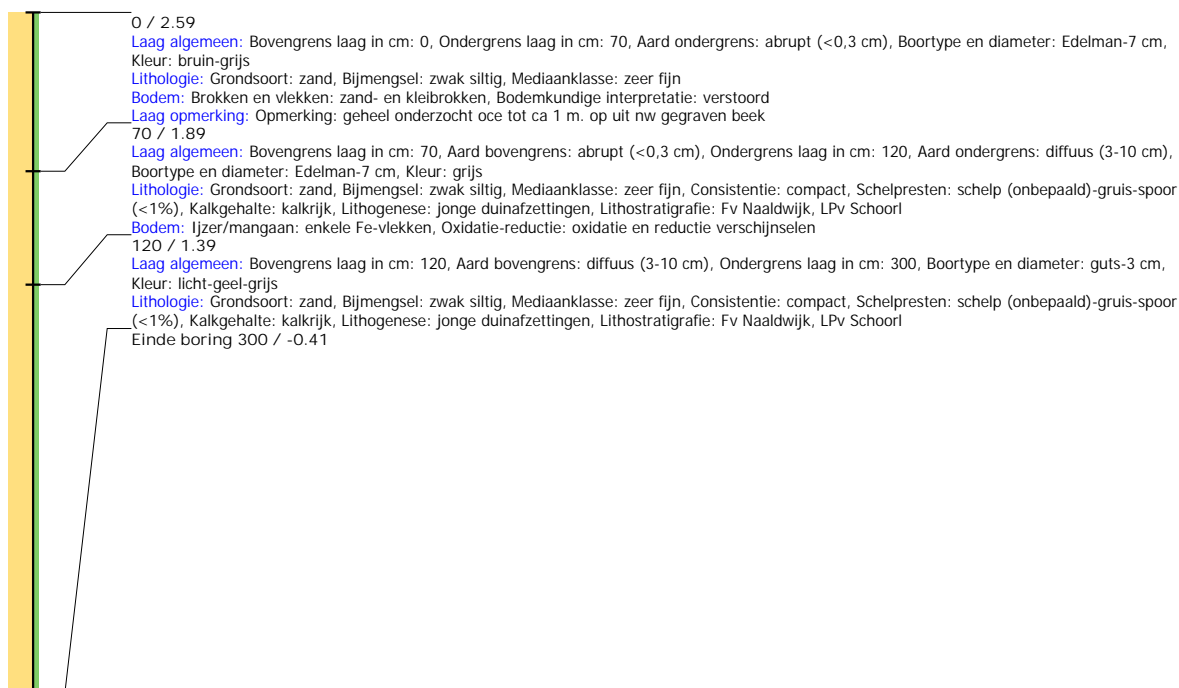 0 / 2.59
Laag algemeen: Bovengrens laag in cm: 0, Ondergrens laag in cm: 70, Aard ondergrens: abrupt (<0,3 cm), Boortype en diameter: Edelman-7 cm,
Kleur: bruin-grijs
Lithologie: Grondsoort: zand, Bijmengsel: zwak siltig, Mediaanklasse: zeer fijn
Bodem: Brokken en vlekken: zand- en kleibrokken, Bodemkundige interpretatie: verstoord
Laag opmerking: Opmerking: geheel onderzocht oce tot ca 1 m. op uit nw gegraven beek
70 / 1.89
Laag algemeen: Bovengrens laag in cm: 70, Aard bovengrens: abrupt (<0,3 cm), Ondergrens laag in cm: 120, Aard ondergrens: diffuus (3-10 cm),
Boortype en diameter: Edelman-7 cm, Kleur: grijs
Lithologie: Grondsoort: zand, Bijmengsel: zwak siltig, Mediaanklasse: zeer fijn, Consistentie: compact, Schelpresten: schelp (onbepaald)-gruis-spoor
(<1%), Kalkgehalte: kalkrijk, Lithogenese: jonge duinafzettingen, Lithostratigrafie: Fv Naaldwijk, LPv Schoorl
Bodem: Ijzer/mangaan: enkele Fe-vlekken, Oxidatie-reductie: oxidatie en reductie verschijnselen
120 / 1.39
Laag algemeen: Bovengrens laag in cm: 120, Aard bovengrens: diffuus (3-10 cm), Ondergrens laag in cm: 300, Boortype en diameter: guts-3 cm,
Kleur: licht-geel-grijs
Lithologie: Grondsoort: zand, Bijmengsel: zwak siltig, Mediaanklasse: zeer fijn, Consistentie: compact, Schelpresten: schelp (onbepaald)-gruis-spoor
(<1%), Kalkgehalte: kalkrijk, Lithogenese: jonge duinafzettingen, Lithostratigrafie: Fv Naaldwijk, LPv Schoorl
Einde boring 300 / -0.41